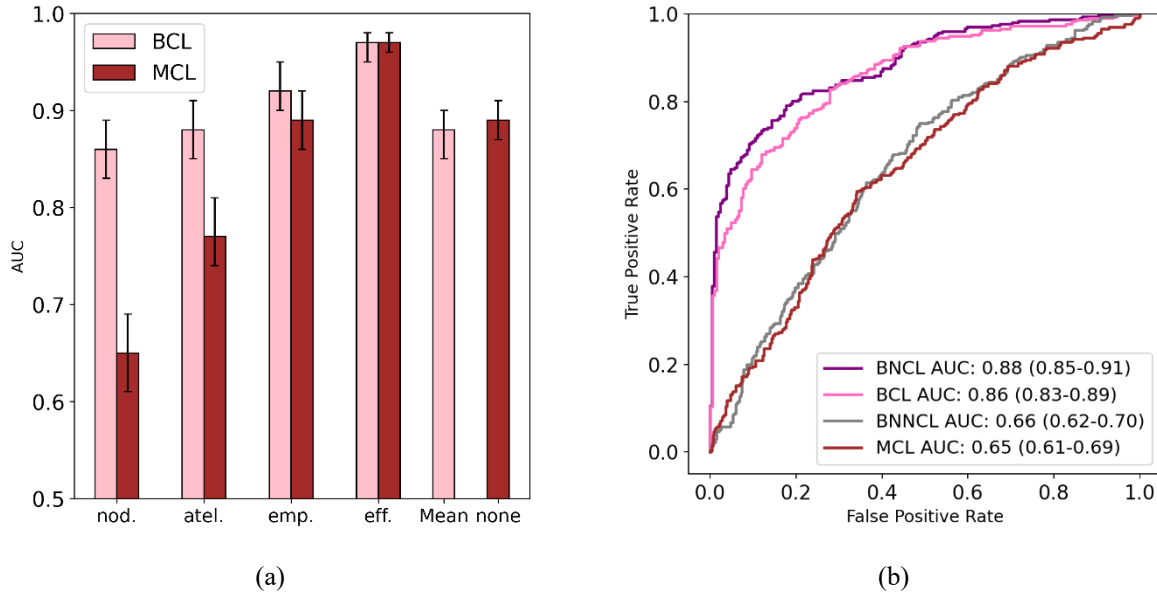 1.0
0.9
0.8
0.7
0.6
0.5
AUC
BCL
MCL
nod. atel. emp. eff. Mean none
(a)
1.0
0.8
0.6
0.4
0.2
0.0
True Positive Rate
BNCL AUC: 0.88 (0.85-0.91)
BCL AUC: 0.86 (0.83-0.89)
BNNCL AUC: 0.66 (0.62-0.70)
MCL AUC: 0.65 (0.61-0.69)
0.0 0.2 0.4 0.6 0.8 1.0
False Positive Rate
(b)